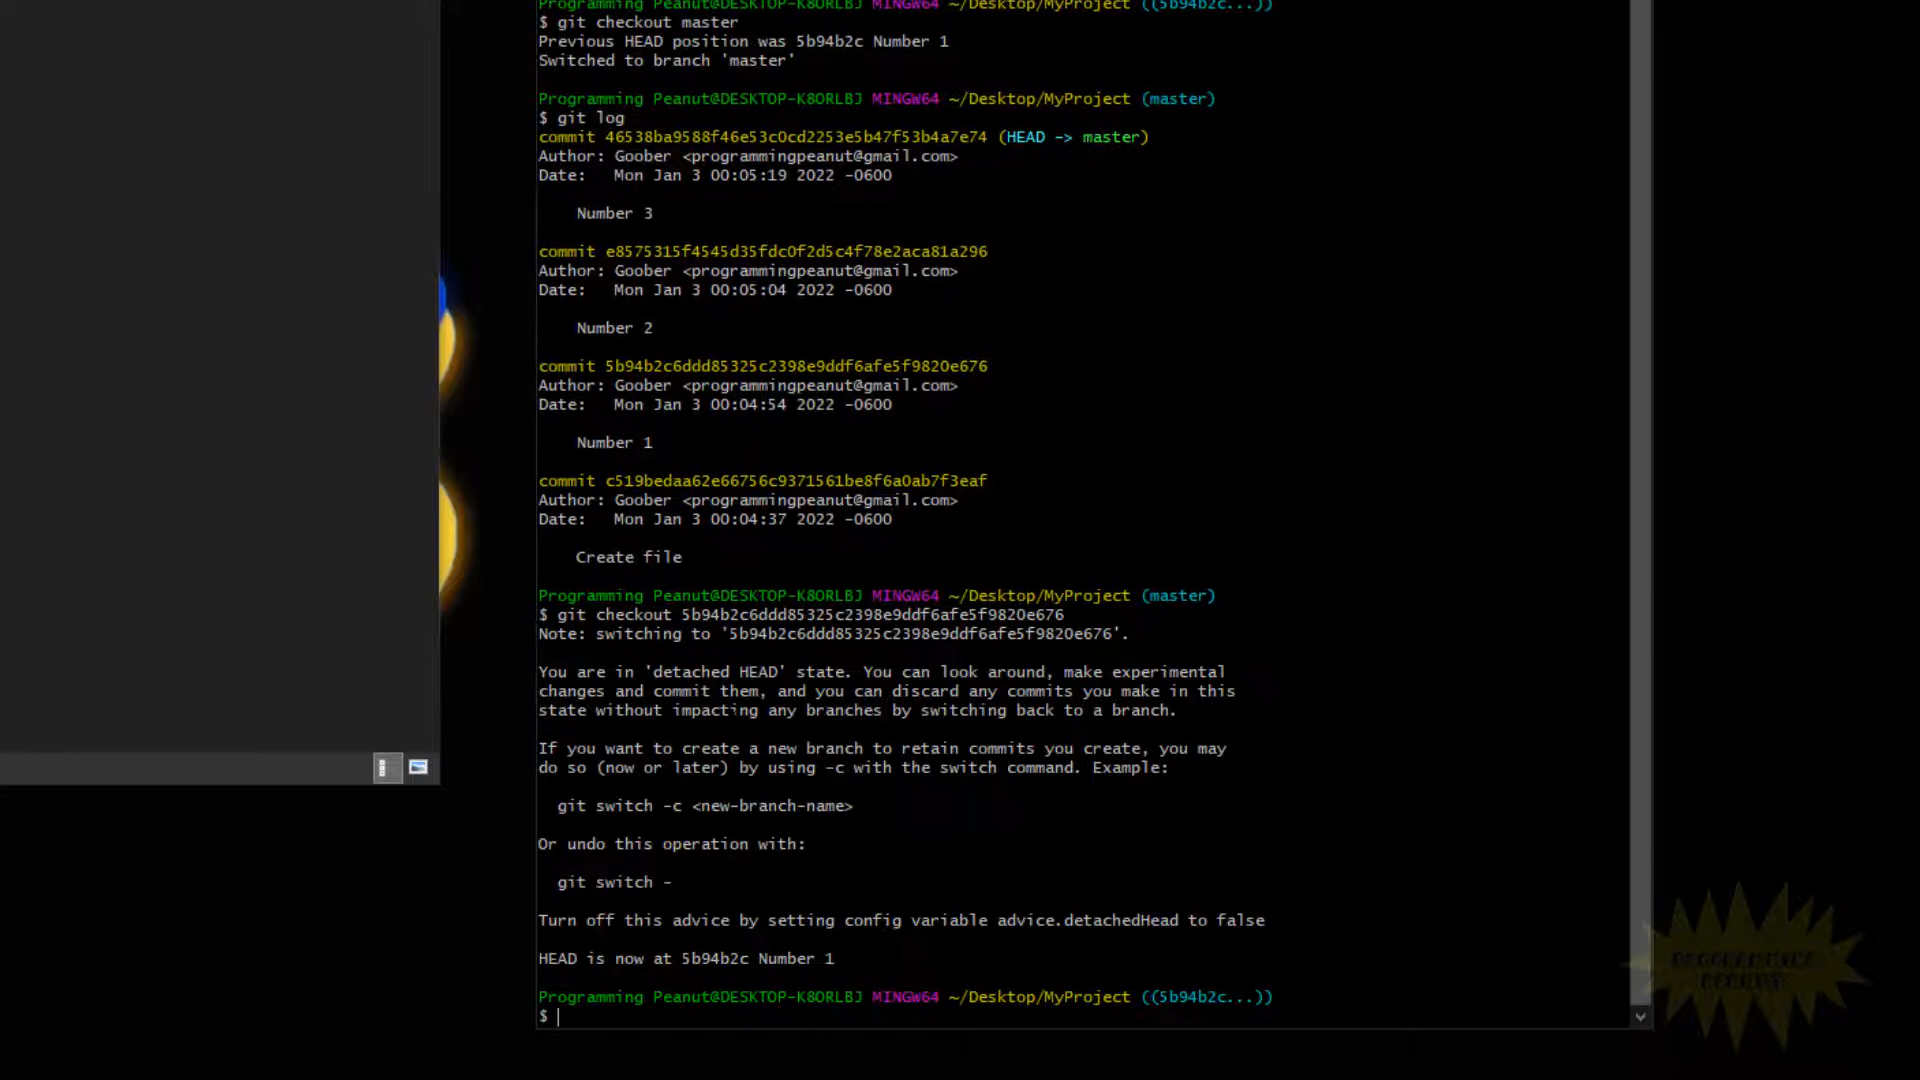 Programming Peanut@DESKTOP-K8ORLBJ MINGW64 ~/Desktop/MyProject ((5b94b2c...))
$ git checkout master
Previous HEAD position was 5b94b2c Number 1
Switched to branch 'master'
Programming Peanut@DESKTOP-K8ORLBJ MINGW64 ~/Desktop/MyProject (master)
$ git log
commit 46538ba9588f46e53c0cd2253e5b47f53b4a7e74 (HEAD -> master)
Author: Goober <programmingpeanut@gmail.com>
Date:   Mon Jan 3 00:05:19 2022 -0600
Number 3
commit e8575315f4545d35fdc0f2d5c4f78e2aca81a296
Author: Goober <programmingpeanut@gmail.com>
Date:   Mon Jan 3 00:05:04 2022 -0600
Number 2
commit 5b94b2c6ddd85325c2398e9ddf6afe5f9820e676
Author: Goober <programmingpeanut@gmail.com>
Date:   Mon Jan 3 00:04:54 2022 -0600
Number 1
commit c519bedaa62e66756c9371561be8f6a0ab7f3eaf
Author: Goober <programmingpeanut@gmail.com>
Date:   Mon Jan 3 00:04:37 2022 -0600
Create file
Programming Peanut@DESKTOP-K8ORLBJ MINGW64 ~/Desktop/MyProject (master)
$ git checkout 5b94b2c6ddd85325c2398e9ddf6afe5f9820e676
Note: switching to '5b94b2c6ddd85325c2398e9ddf6afe5f9820e676'.
You are in 'detached HEAD' state. You can look around, make experimental
changes and commit them, and you can discard any commits you make in this
state without impacting any branches by switching back to a branch.
If you want to create a new branch to retain commits you create, you may
do so (now or later) by using -c with the switch command. Example:
git switch -c <new-branch-name>
Or undo this operation with:
git switch -
Turn off this advice by setting config variable advice.detachedHead to false
HEAD is now at 5b94b2c Number 1
Programming Peanut@DESKTOP-K8ORLBJ MINGW64 ~/Desktop/MyProject ((5b94b2c...))
$
PROGRAMMING
PEANUT